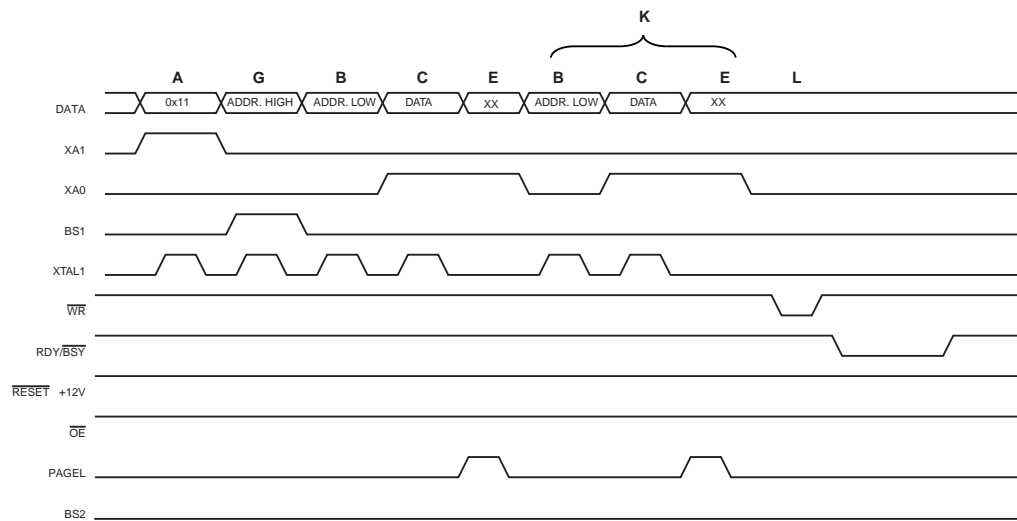 K
A G B C E B C E L
DATA 0x11 ADDR. HIGH ADDR. LOW DATA XX ADDR. LOW DATA XX
XA1
XA0
BS1
XTAL1
WR
RDY/BSY
RESET +12V
OE
PAGEL
BS2